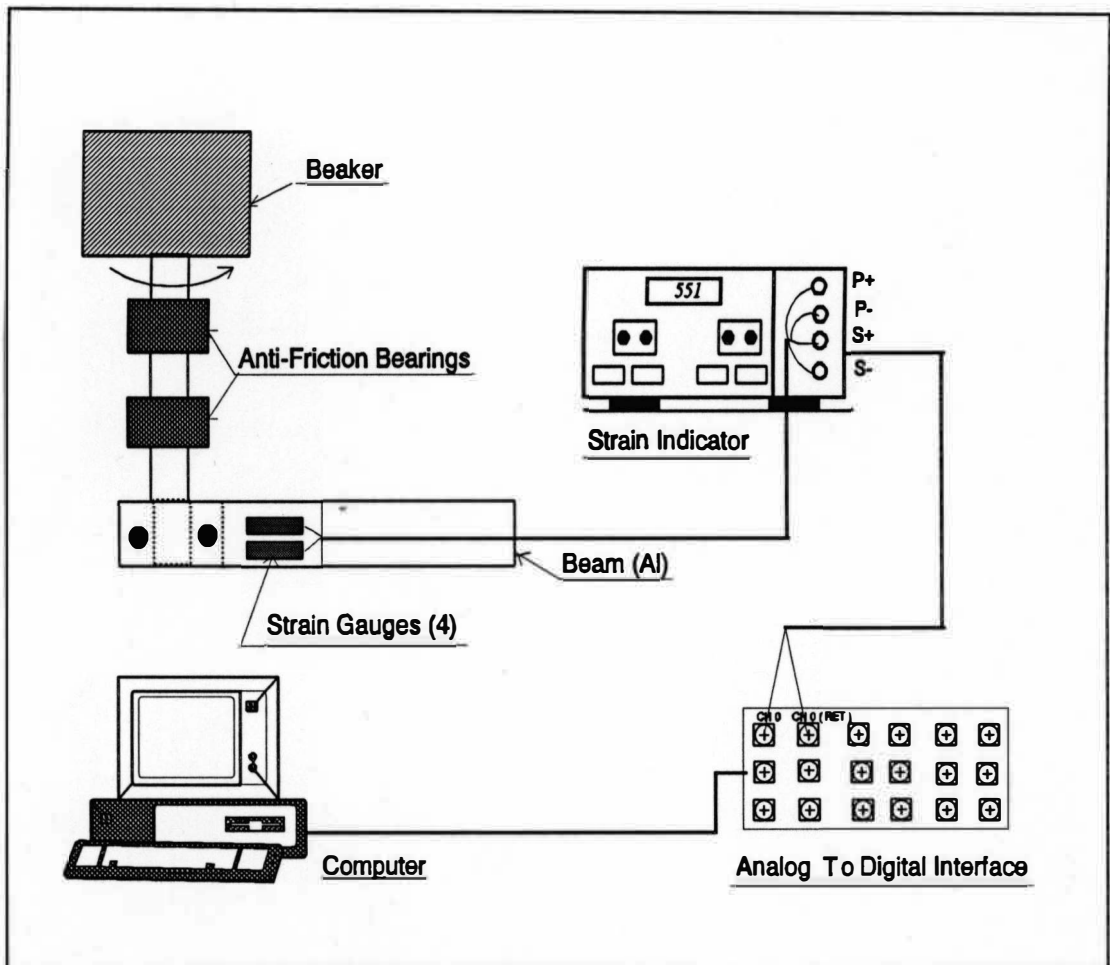 Beaker
Anti-Friction Bearings
551
P+
P-
S+
S-
Strain Indicator
Beam (Al)
Strain Gauges (4)
CH 0 CH 0 (RET)
Computer
Analog To Digital Interface